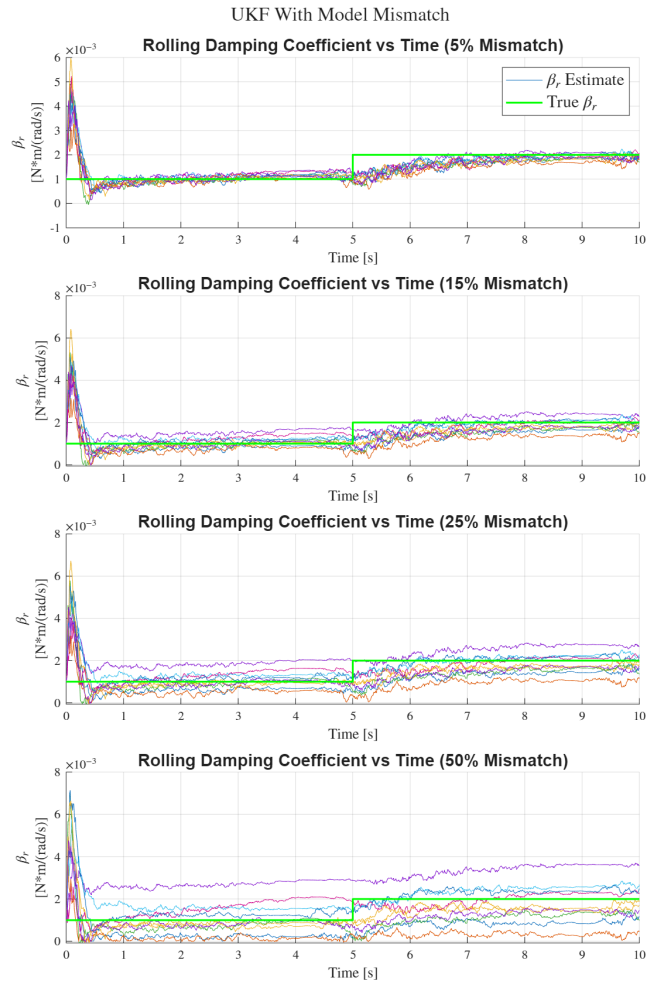 UKF With Model Mismatch
×10⁻³
Rolling Damping Coefficient vs Time (5% Mismatch)
6
5
4
3
2
1
0
-1
βᵣ
[N*m/(rad/s)]
βᵣ Estimate
True βᵣ
0 1 2 3 4 5 6 7 8 9 10
Time [s]
×10⁻³
Rolling Damping Coefficient vs Time (15% Mismatch)
8
6
4
2
0
βᵣ
[N*m/(rad/s)]
0 1 2 3 4 5 6 7 8 9 10
Time [s]
×10⁻³
Rolling Damping Coefficient vs Time (25% Mismatch)
8
6
4
2
0
βᵣ
[N*m/(rad/s)]
0 1 2 3 4 5 6 7 8 9 10
Time [s]
×10⁻³
Rolling Damping Coefficient vs Time (50% Mismatch)
8
6
4
2
0
βᵣ
[N*m/(rad/s)]
0 1 2 3 4 5 6 7 8 9 10
Time [s]